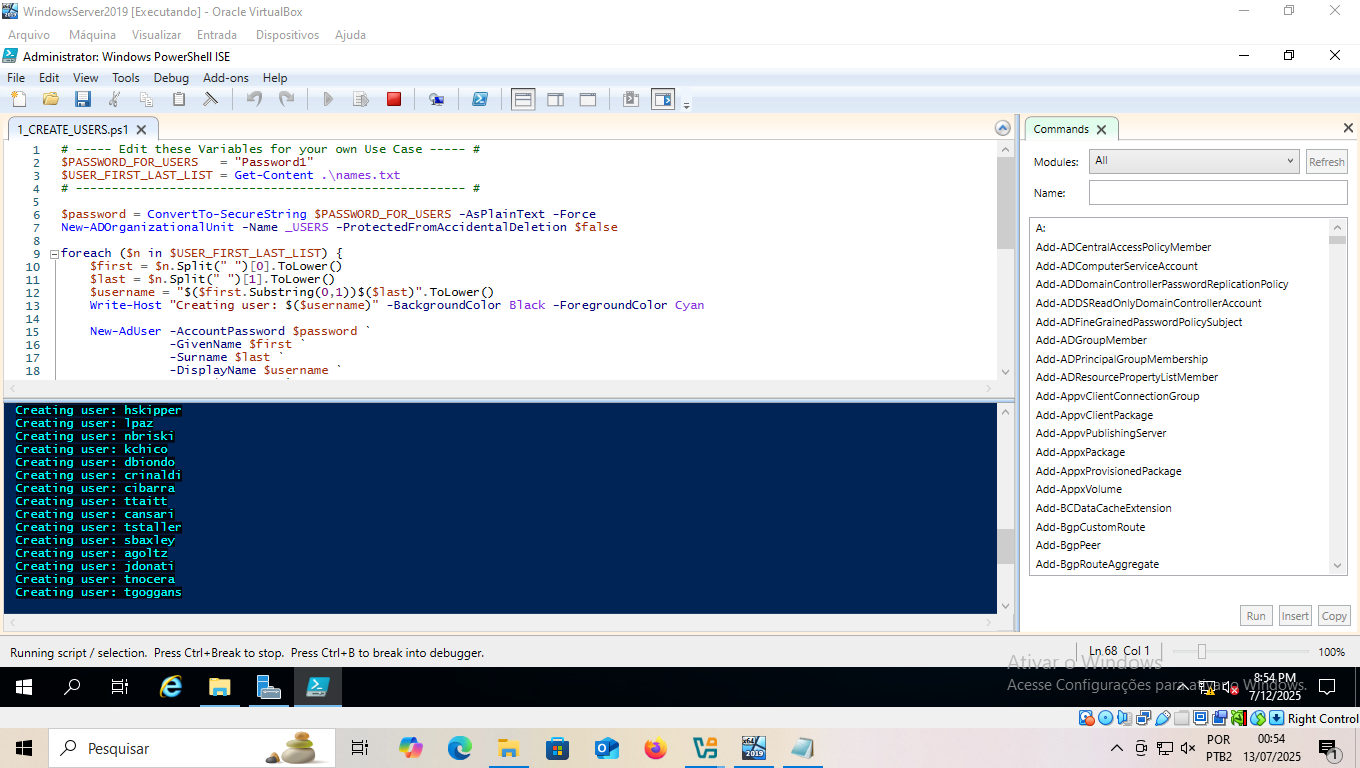 WindowsServer2019 [Executando] - Oracle VirtualBox
Arquivo Máquina Visualizar Entrada Dispositivos Ajuda
Administrator: Windows PowerShell ISE
File Edit View Tools Debug Add-ons Help
1_CREATE_USERS.ps1
1 # ----- Edit these Variables for your own Use Case ----- #
2 $PASSWORD_FOR_USERS = "Password1"
3 $USER_FIRST_LAST_LIST = Get-Content .\names.txt
4 # ------------------------------------------------------ #
5
6 $password = ConvertTo-SecureString $PASSWORD_FOR_USERS -AsPlainText -Force
7 New-ADOrganizationalUnit -Name _USERS -ProtectedFromAccidentalDeletion $false
8
9 foreach ($n in $USER_FIRST_LAST_LIST) {
10 $first = $n.Split(" ")[0].ToLower()
11 $last = $n.Split(" ")[1].ToLower()
12 $username = "$($first.Substring(0,1))$($last)".ToLower()
13 Write-Host "Creating user: $($username)" -BackgroundColor Black -ForegroundColor Cyan
14
15 New-AdUser -AccountPassword $password `
16 -GivenName $first `
17 -Surname $last `
18 -DisplayName $username `
Creating user: hskipper
Creating user: lpaz
Creating user: nbriski
Creating user: kchico
Creating user: dbiondo
Creating user: crinaldi
Creating user: cibarra
Creating user: ttaitt
Creating user: cansari
Creating user: tstaller
Creating user: sbaxley
Creating user: agoltz
Creating user: jdonati
Creating user: tnocera
Creating user: tgoggans
Commands
Modules: All Refresh
Name:
A:
Add-ADCentralAccessPolicyMember
Add-ADComputerServiceAccount
Add-ADDomainControllerPasswordReplicationPolicy
Add-ADDSReadOnlyDomainControllerAccount
Add-ADFineGrainedPasswordPolicySubject
Add-ADGroupMember
Add-ADPrincipalGroupMembership
Add-ADResourcePropertyListMember
Add-AppvClientConnectionGroup
Add-AppvClientPackage
Add-AppvPublishingServer
Add-AppxPackage
Add-AppxProvisionedPackage
Add-AppxVolume
Add-BCDataCacheExtension
Add-BgpCustomRoute
Add-BgpPeer
Add-BgpRouteAggregate
Run Insert Copy
Running script / selection. Press Ctrl+Break to stop. Press Ctrl+B to break into debugger.
Ln 68 Col 1 100%
Ativar o Windows
Acesse Configurações para ativar o Windows.
8:54 PM
7/12/2025
Right Control
Pesquisar
POR
PTB2
00:54
13/07/2025
1